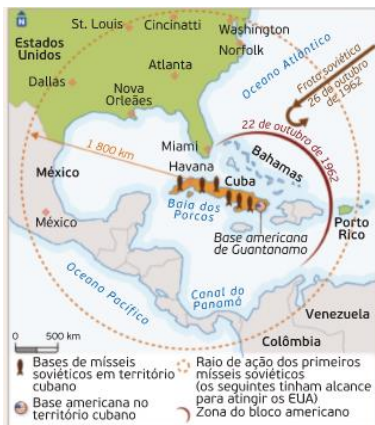 N
St. Louis
Cincinatti
Washington
Estados
Unidos
Norfolk
Atlanta
Dallas
Oceano Atlântico
Frota soviética
26 de outubro
de 1962
Nova
Orleães
Miami
22 de outubro de 1962
1 800 km
Bahamas
Havana
México
Cuba
Baia dos
Porcos
México
Base americana
de Guantanamo
Porto
Rico
Oceano Pacífico
Canal do
Panamá
Venezuela
Colômbia
0 500 km
Bases de mísseis
soviéticos em território
cubano
Base americana no
território cubano
Raio de ação dos primeiros
mísseis soviéticos
(os seguintes tinham alcance
para atingir os EUA)
Zona do bloco americano